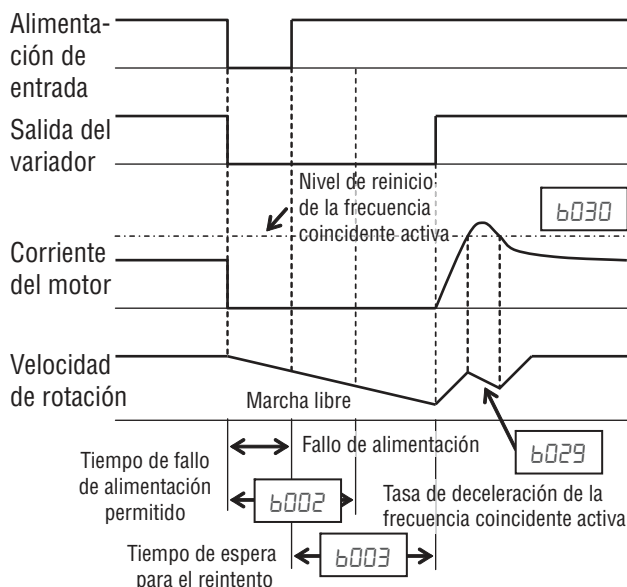 Alimenta-
ción de
entrada
Salida del
variador
Nivel de reinicio
de la frecuencia
coincidente activa
b030
Corriente
del motor
Velocidad
de rotación
Marcha libre
Fallo de alimentación
b029
Tiempo de fallo
de alimentación
permitido
b002
Tasa de deceleración de la
frecuencia coincidente activa
Tiempo de espera
para el reintento
b003